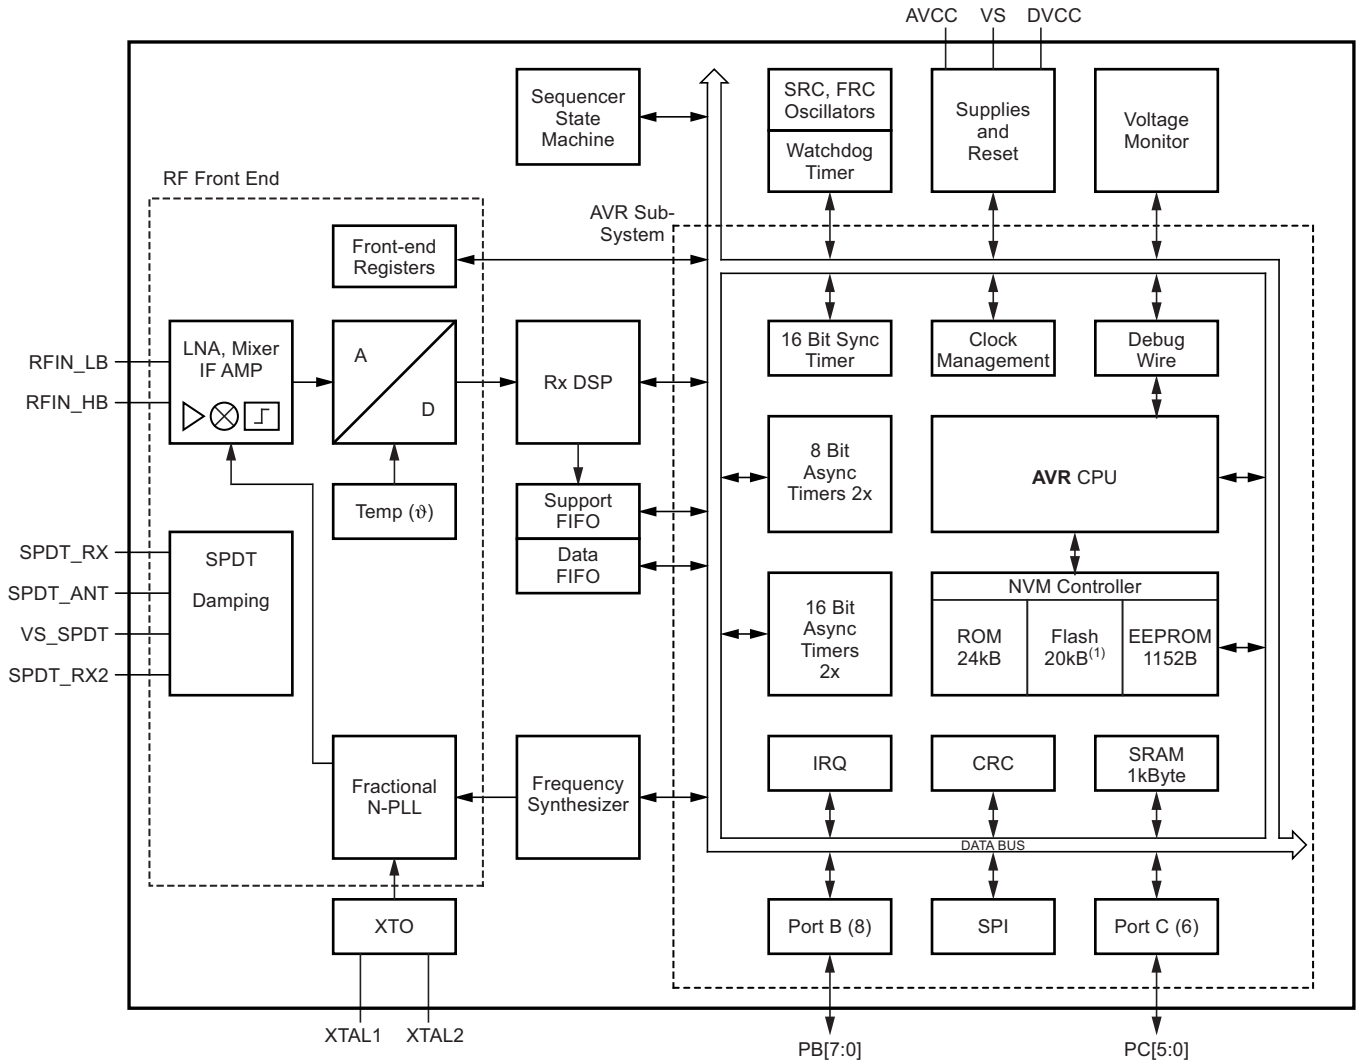 AVCC VS DVCC
Sequencer
State
Machine
SRC, FRC
Oscillators
Watchdog
Timer
Supplies
and
Reset
Voltage
Monitor
RF Front End
AVR Sub-
System
Front-end
Registers
RFIN_LB
RFIN_HB
LNA, Mixer
IF AMP
A
D
Rx DSP
16 Bit Sync
Timer
Clock
Management
Debug
Wire
Temp (ϑ)
Support
FIFO
Data
FIFO
8 Bit
Async
Timers 2x
AVR CPU
SPDT_RX
SPDT_ANT
VS_SPDT
SPDT_RX2
SPDT
Damping
16 Bit
Async
Timers
2x
NVM Controller
ROM
24kB
Flash
20kB(1)
EEPROM
1152B
Fractional
N-PLL
Frequency
Synthesizer
IRQ
CRC
SRAM
1kByte
DATA BUS
XTO
Port B (8)
SPI
Port C (6)
XTAL1 XTAL2
PB[7:0]
PC[5:0]